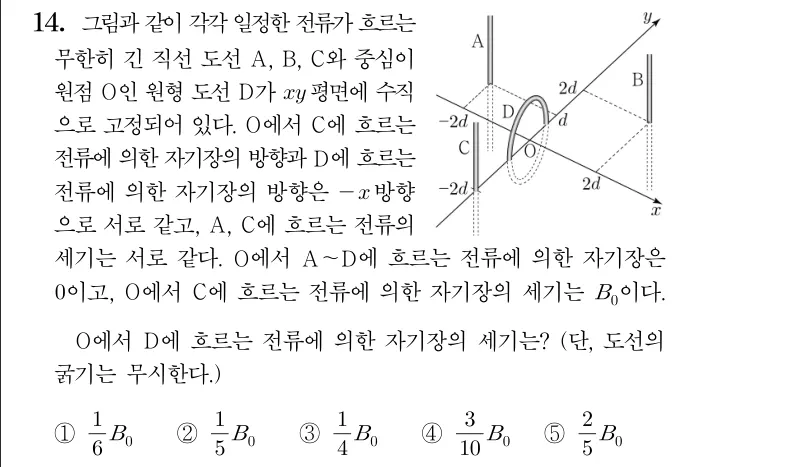 14. 그림과 같이 각각 일정한 전류가 흐르는
무한히 긴 직선 도선 A, B, C와 중심이
원점 O인 원형 도선 D가 xy평면에 수직
으로 고정되어 있다. O에서 C에 흐르는
전류에 의한 자기장의 방향과 D에 흐르는
전류에 의한 자기장의 방향은 −x방향
으로 서로 같고, A, C에 흐르는 전류의
세기는 서로 같다. O에서 A~D에 흐르는 전류에 의한 자기장은
0이고, O에서 C에 흐르는 전류에 의한 자기장의 세기는 B₀이다.
y
A
B
2d
D
d
−2d
C
O
−2d
2d
x
O에서 D에 흐르는 전류에 의한 자기장의 세기는? (단, 도선의
굵기는 무시한다.)
① 1/6 B₀ ② 1/5 B₀ ③ 1/4 B₀ ④ 3/10 B₀ ⑤ 2/5 B₀